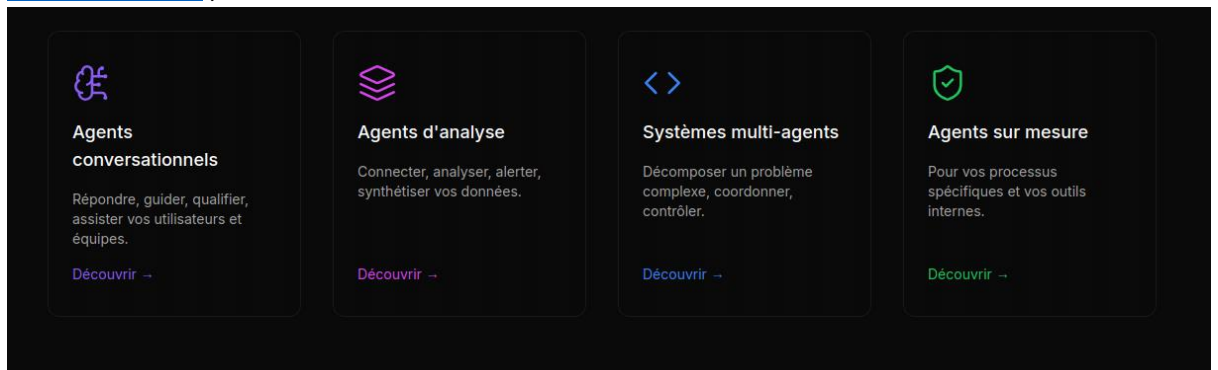 Agents
conversationnels
Répondre, guider, qualifier,
assister vos utilisateurs et
équipes.
Découvrir →
Agents d'analyse
Connecter, analyser, alerter,
synthétiser vos données.
Découvrir →
Systèmes multi-agents
Décomposer un problème
complexe, coordonner,
contrôler.
Découvrir →
Agents sur mesure
Pour vos processus
spécifiques et vos outils
internes.
Découvrir →